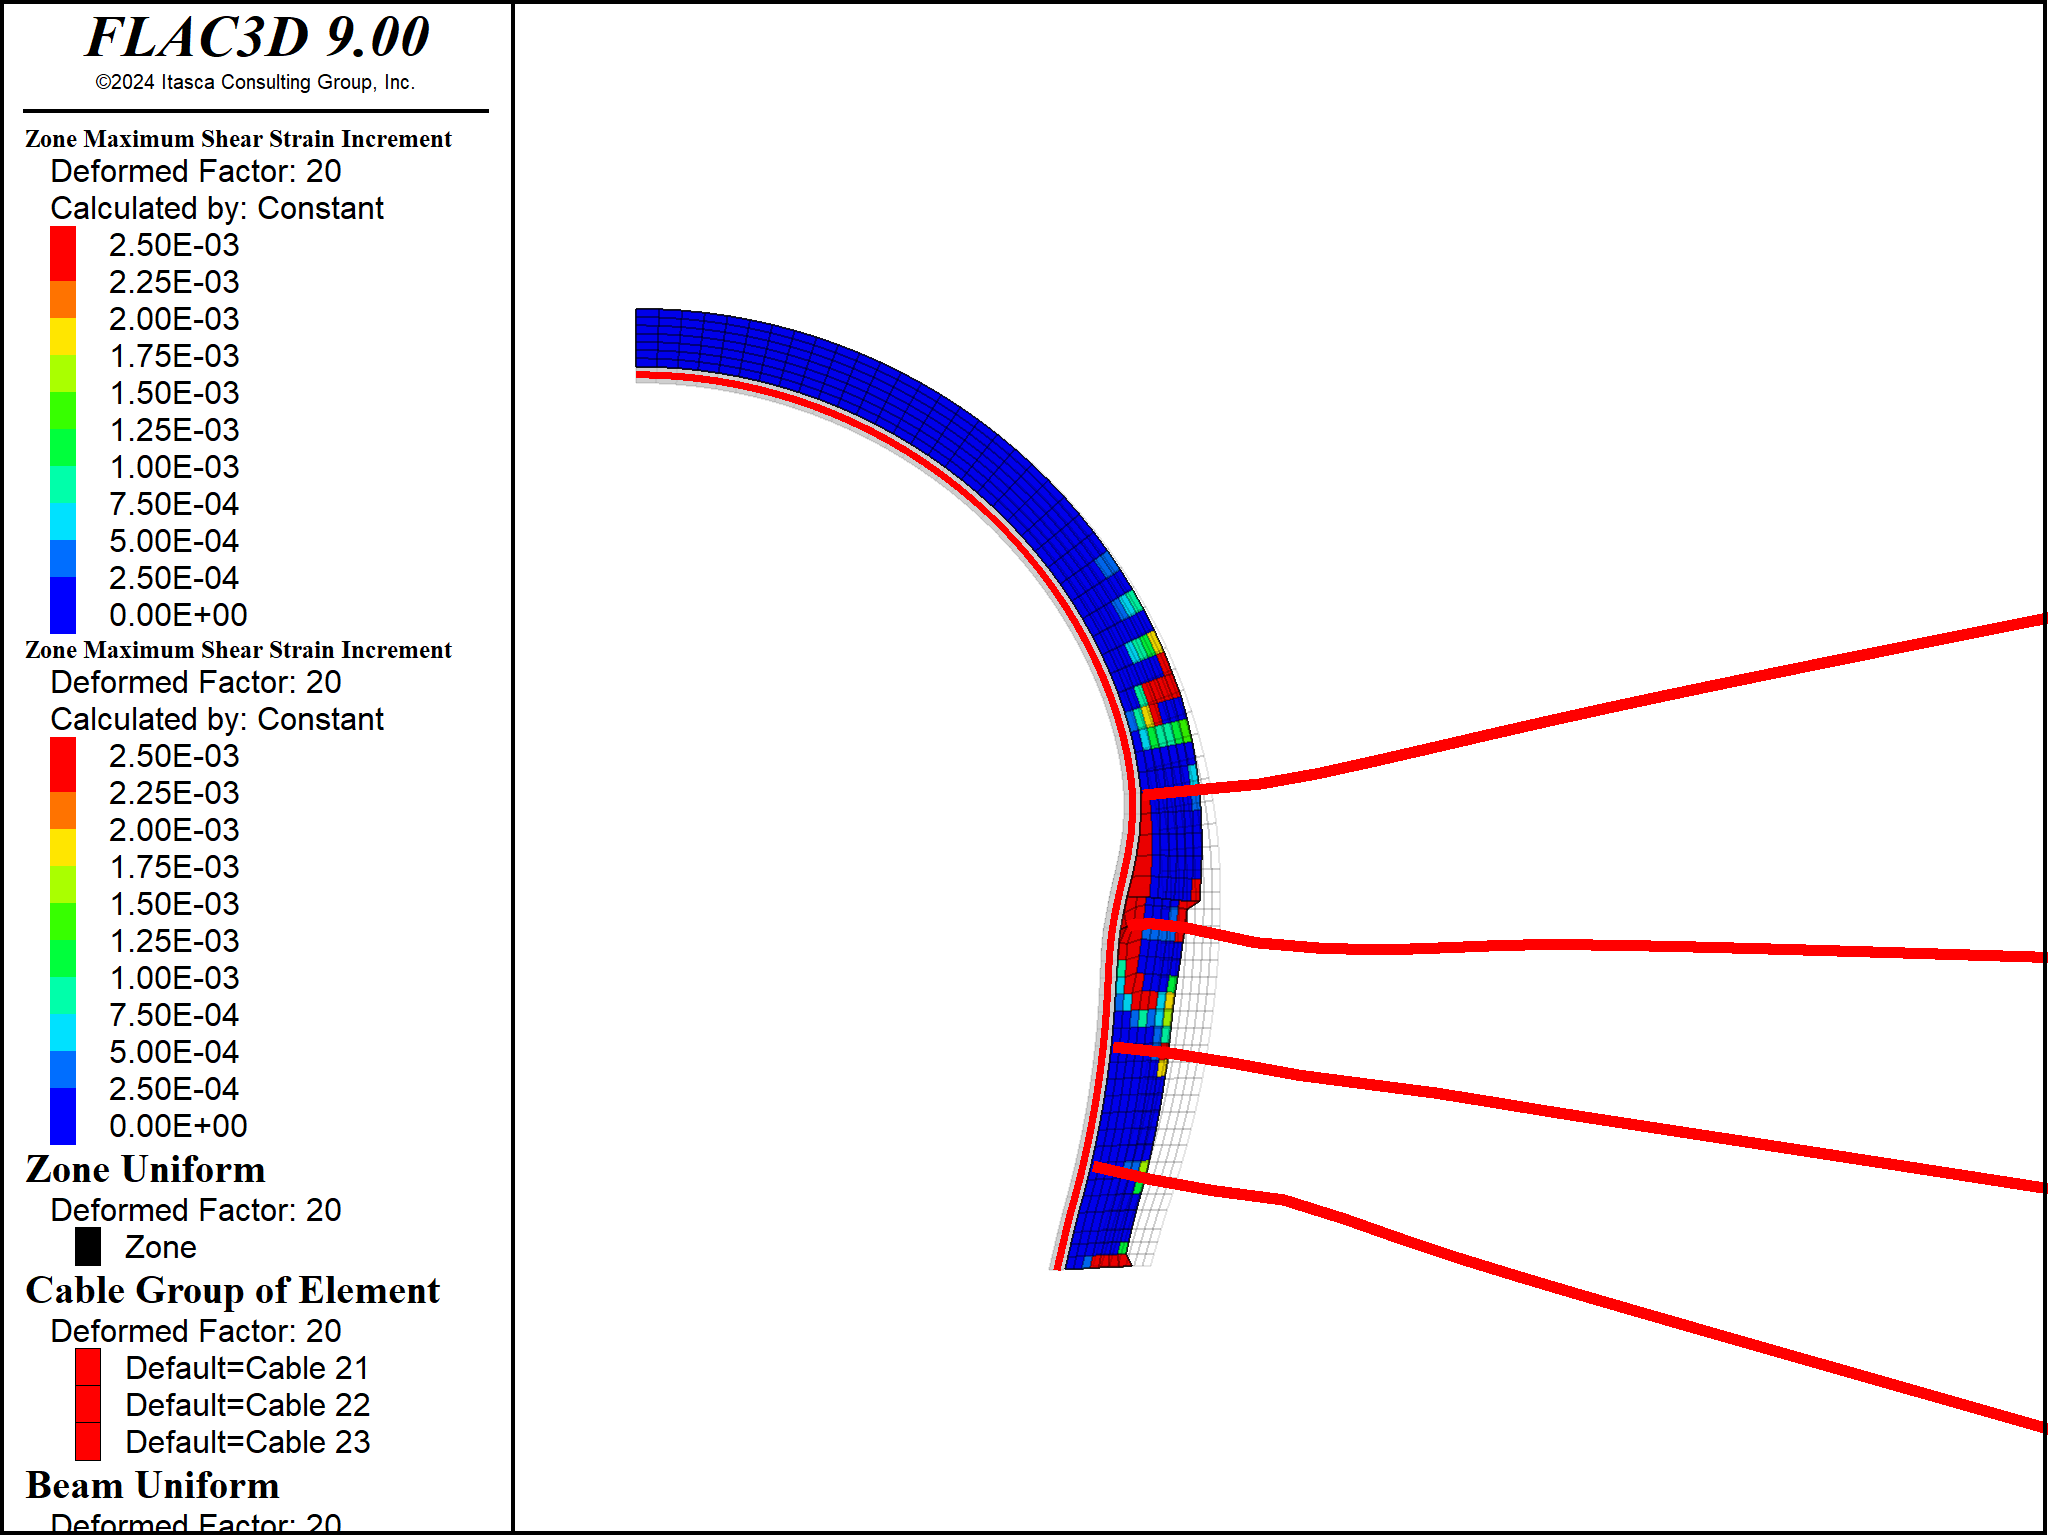 FLAC3D 9.00
©2024 Itasca Consulting Group, Inc.
Zone Maximum Shear Strain Increment
Deformed Factor: 20
Calculated by: Constant
2.50E-03
2.25E-03
2.00E-03
1.75E-03
1.50E-03
1.25E-03
1.00E-03
7.50E-04
5.00E-04
2.50E-04
0.00E+00
Zone Maximum Shear Strain Increment
Deformed Factor: 20
Calculated by: Constant
2.50E-03
2.25E-03
2.00E-03
1.75E-03
1.50E-03
1.25E-03
1.00E-03
7.50E-04
5.00E-04
2.50E-04
0.00E+00
Zone Uniform
Deformed Factor: 20
Zone
Cable Group of Element
Deformed Factor: 20
Default=Cable 21
Default=Cable 22
Default=Cable 23
Beam Uniform
Deformed Factor: 20